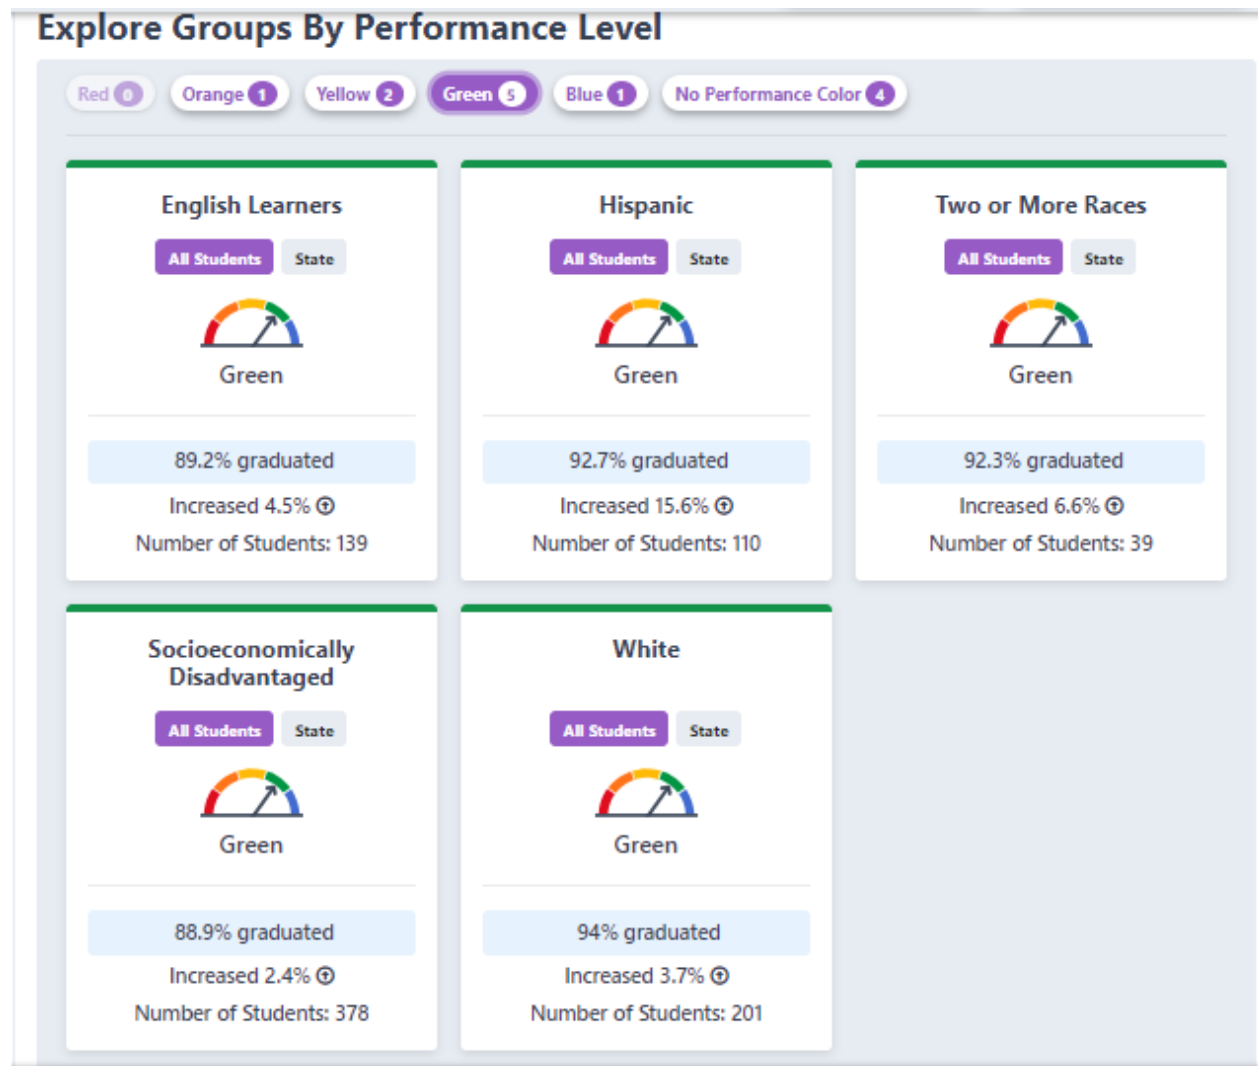 Explore Groups By Performance Level
Red 0 Orange 1 Yellow 2 Green 5 Blue 1 No Performance Color 4
English Learners
All Students State
Green
89.2% graduated
Increased 4.5%
Number of Students: 139
Hispanic
All Students State
Green
92.7% graduated
Increased 15.6%
Number of Students: 110
Two or More Races
All Students State
Green
92.3% graduated
Increased 6.6%
Number of Students: 39
Socioeconomically
Disadvantaged
All Students State
Green
88.9% graduated
Increased 2.4%
Number of Students: 378
White
All Students State
Green
94% graduated
Increased 3.7%
Number of Students: 201